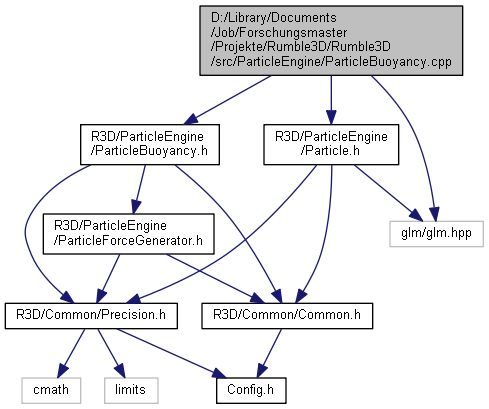 D:/Library/Documents
/Job/Forschungsmaster
/Projekte/Rumble3D/Rumble3D
/src/ParticleEngine/ParticleBuoyancy.cpp
R3D/ParticleEngine
/ParticleBuoyancy.h
R3D/ParticleEngine
/Particle.h
R3D/ParticleEngine
/ParticleForceGenerator.h
glm/glm.hpp
R3D/Common/Precision.h
R3D/Common/Common.h
cmath
limits
Config.h